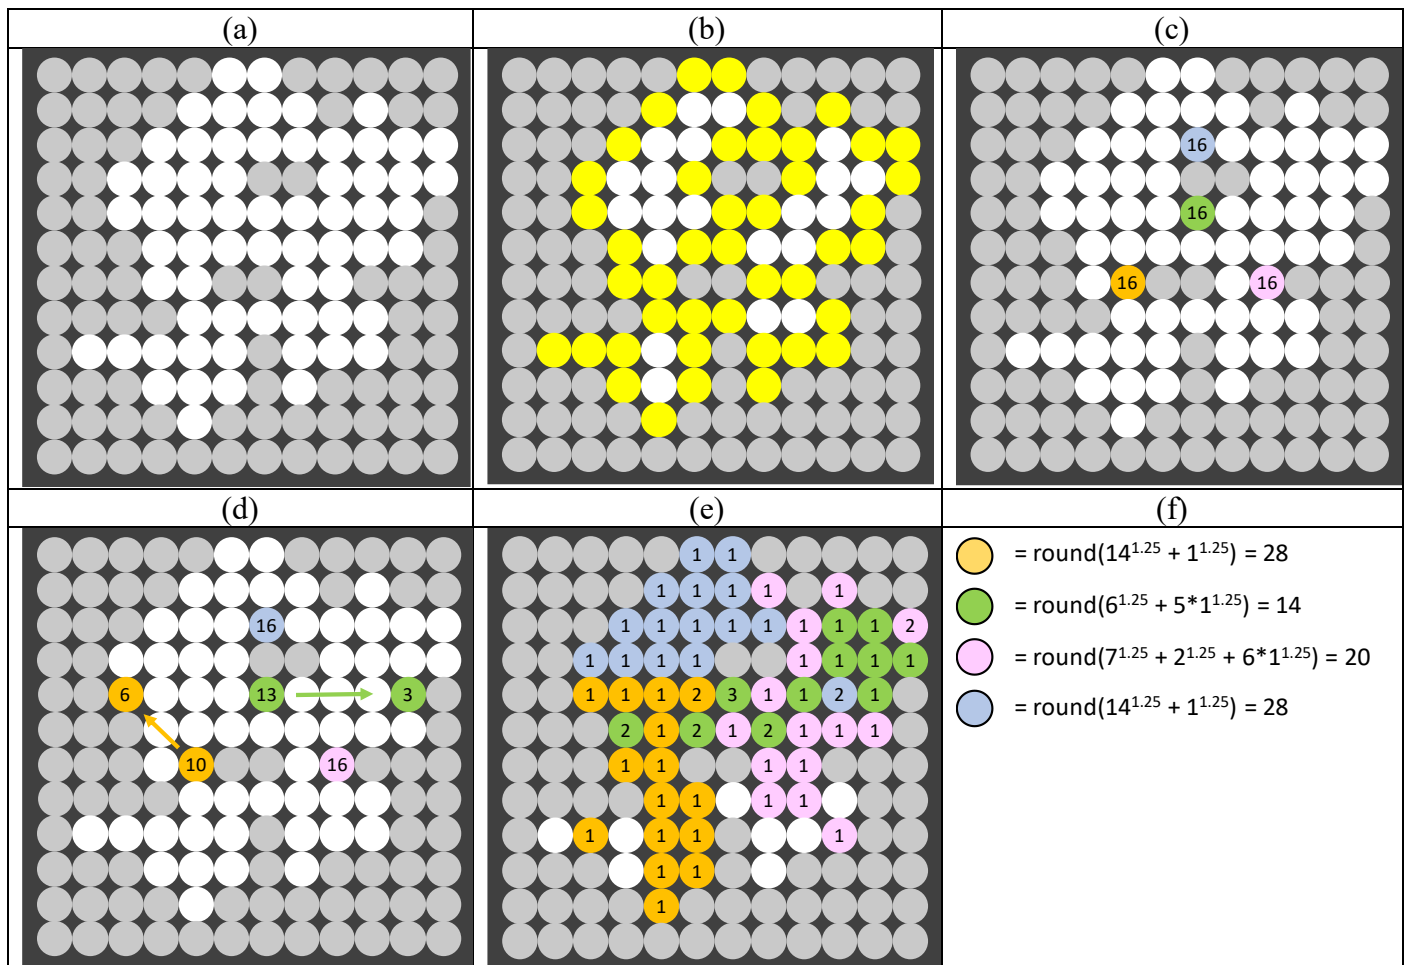 (a) (b) (c)
16
16
16 16
(d) (e) (f)
16
6 13 3
10 16
1 1
1 1 1 1 1
1 1 1 1 1 1 1 1 2
1 1 1 1 1 1 1 1
1 1 1 2 3 1 1 2 1
2 1 2 1 2 1 1 1
1 1 1 1
1 1 1 1
1 1 1 1
1 1
1
= round(14^1.25 + 1^1.25) = 28
= round(6^1.25 + 5*1^1.25) = 14
= round(7^1.25 + 2^1.25 + 6*1^1.25) = 20
= round(14^1.25 + 1^1.25) = 28